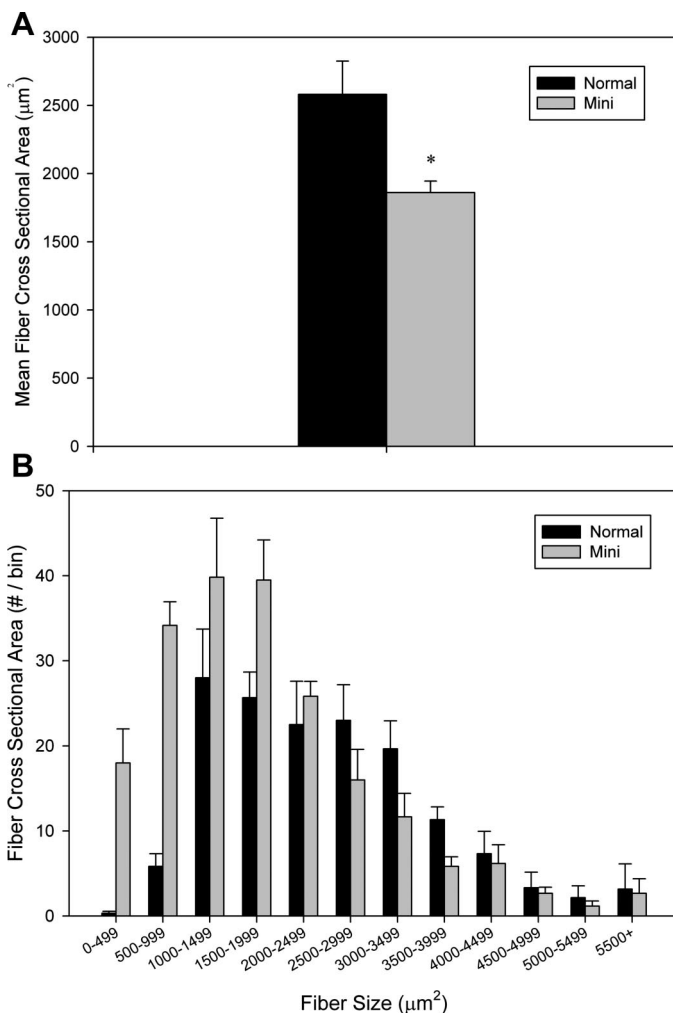 A
Mean Fiber Cross Sectional Area (μm²)
3000
2500
2000
1500
1000
500
0
Normal
Mini
*
B
Fiber Cross Sectional Area (# / bin)
50
40
30
20
10
0
Normal
Mini
0-499
500-999
1000-1499
1500-1999
2000-2499
2500-2999
3000-3499
3500-3999
4000-4499
4500-4999
5000-5499
5500+
Fiber Size (μm²)